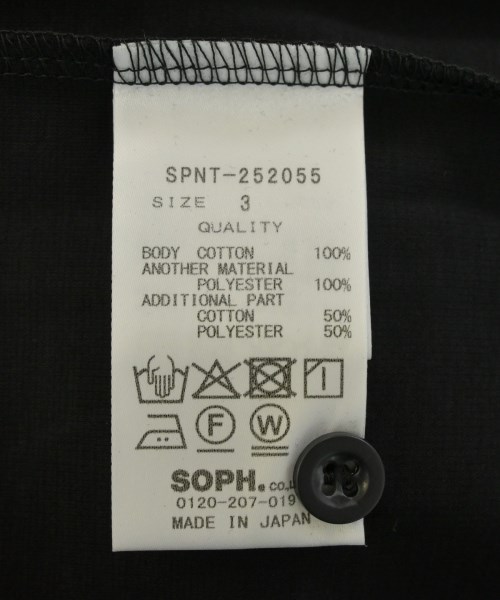 SPNT-252055
SIZE 3
QUALITY
BODY COTTON 100%
ANOTHER MATERIAL
POLYESTER 100%
ADDITIONAL PART
COTTON 50%
POLYESTER 50%
F W
SOPH. CO.,
0120-207-019
MADE IN JAPAN